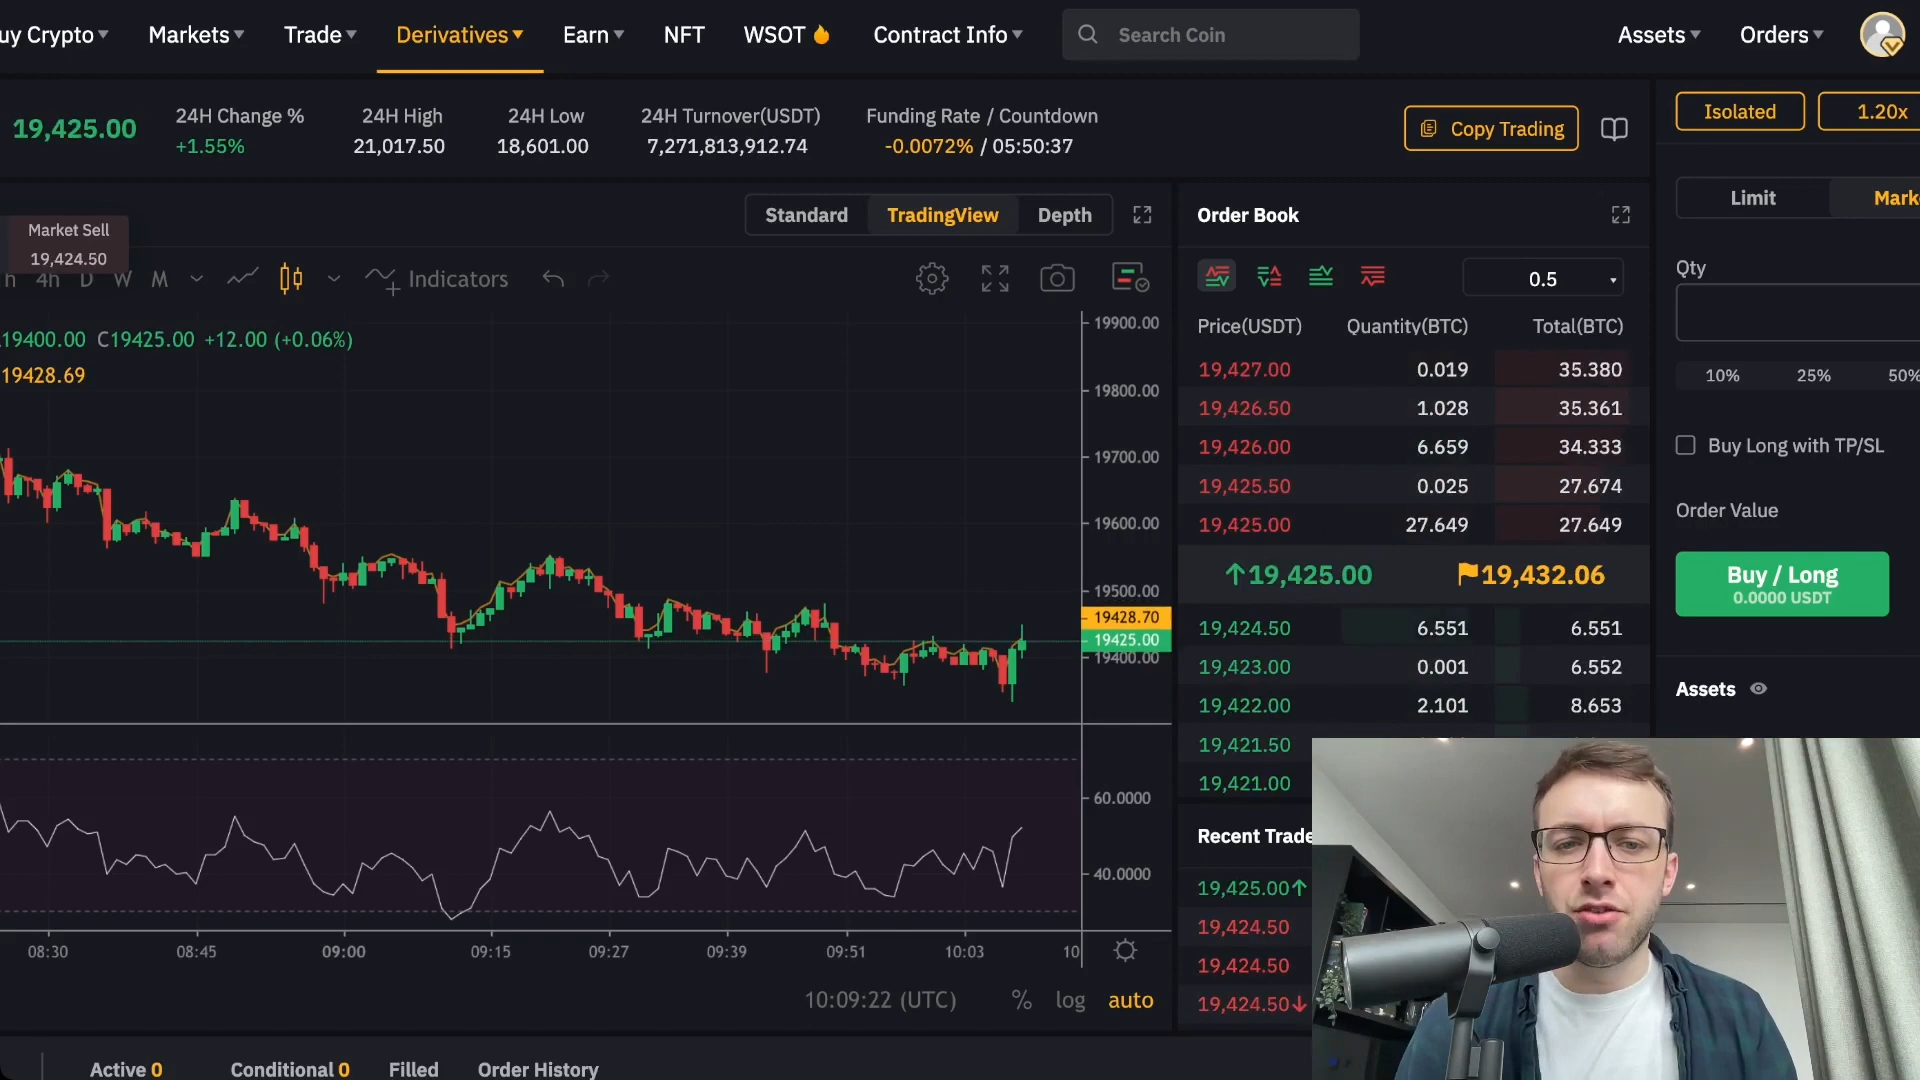 uy Crypto Markets Trade Derivatives Earn NFT WSOT Contract Info Search Coin Assets Orders
19,425.00
24H Change %
+1.55%
24H High
21,017.50
24H Low
18,601.00
24H Turnover(USDT)
7,271,813,912.74
Funding Rate / Countdown
-0.0072% / 05:50:37
Copy Trading
Isolated 1.20x
Market Sell
19,424.50
Standard TradingView Depth
h 4h D W M Indicators
19400.00 C19425.00 +12.00 (+0.06%)
19428.69
19900.00
19800.00
19700.00
19600.00
19500.00
19428.70
19425.00
19400.00
60.0000
40.0000
08:30 08:45 09:00 09:15 09:27 09:39 09:51 10:03 10
10:09:22 (UTC) % log auto
Active 0 Conditional 0 Filled Order History
Order Book
0.5
Price(USDT) Quantity(BTC) Total(BTC)
19,427.00 0.019 35.380
19,426.50 1.028 35.361
19,426.00 6.659 34.333
19,425.50 0.025 27.674
19,425.00 27.649 27.649
↑19,425.00 19,432.06
19,424.50 6.551 6.551
19,423.00 0.001 6.552
19,422.00 2.101 8.653
19,421.50
19,421.00
Recent Trade
19,425.00↑
19,424.50
19,424.50
19,424.50↓
Limit Mark
Qty
10% 25% 50%
Buy Long with TP/SL
Order Value
Buy / Long
0.0000 USDT
Assets